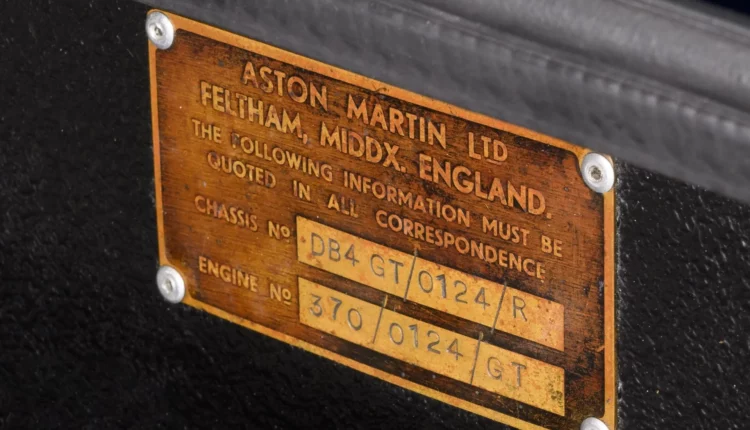 ASTON MARTIN LTD
FELTHAM, MIDDX. ENGLAND.
THE FOLLOWING INFORMATION MUST BE
QUOTED IN ALL CORRESPONDENCE
CHASSIS No DB4 GT/0124/R
ENGINE No 370/0124/GT